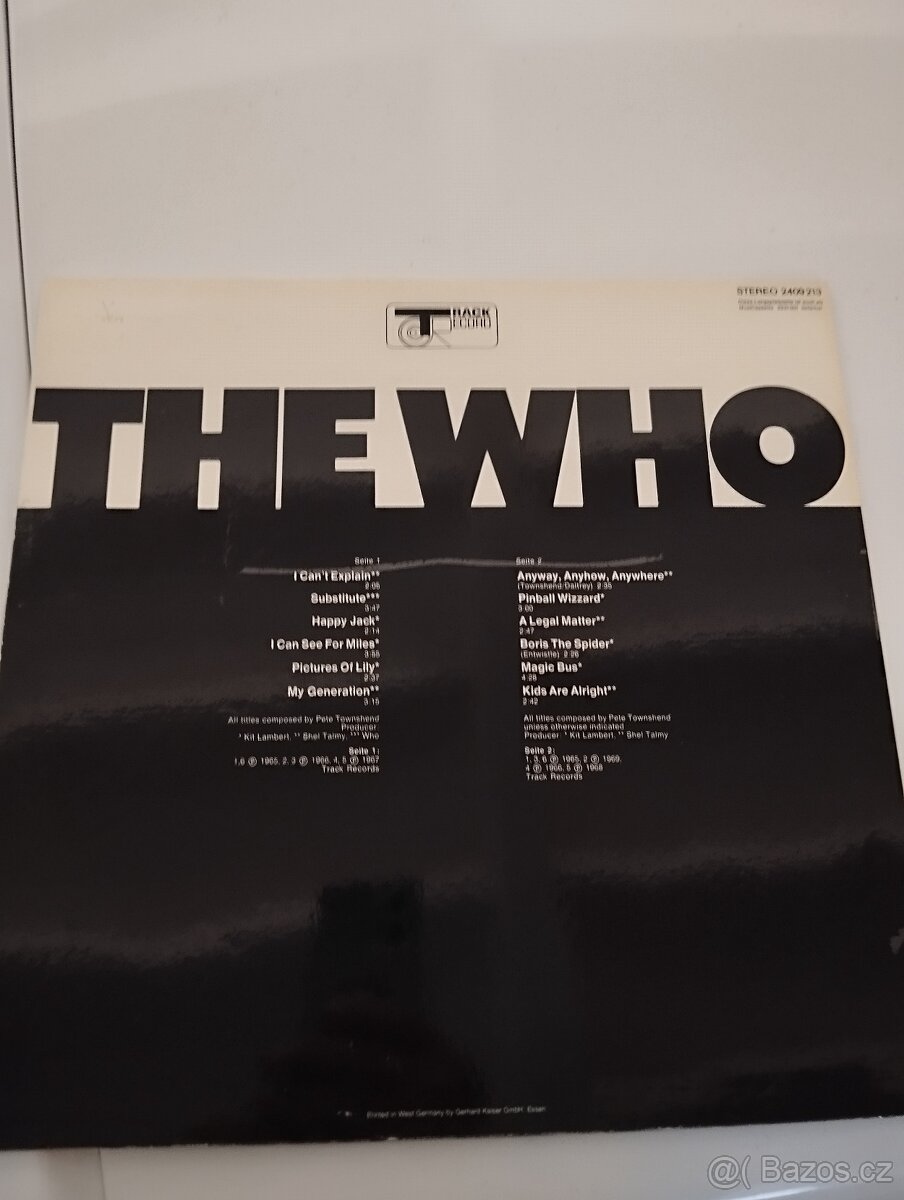 STEREO 2409 213
TRACK
RECORD
THE WHO
Seite 1
I Can't Explain**
2:05
Substitute***
3:47
Happy Jack*
2:14
I Can See For Miles*
3:55
Pictures Of Lily*
2:37
My Generation**
3:15
All titles composed by Pete Townshend
Producer:
* Kit Lambert, ** Shel Talmy, *** Who
Seite 1:
1, 6 ℗ 1965, 2, 3 ℗ 1966, 4, 5 ℗ 1967
Track Records
Seite 2
Anyway, Anyhow, Anywhere**
(Townshend/Daltrey) 2:35
Pinball Wizzard*
3:00
A Legal Matter**
2:47
Boris The Spider*
(Entwistle) 2:26
Magic Bus*
4:28
Kids Are Alright**
2:42
All titles composed by Pete Townshend
unless otherwise indicated
Producer: * Kit Lambert, ** Shel Talmy
Seite 2:
1, 3, 6 ℗ 1965, 2 ℗ 1969,
4 ℗ 1966, 5 ℗ 1968
Track Records
Printed in West Germany by Gerhard Kaiser GmbH, Essen
@( Bazos.cz